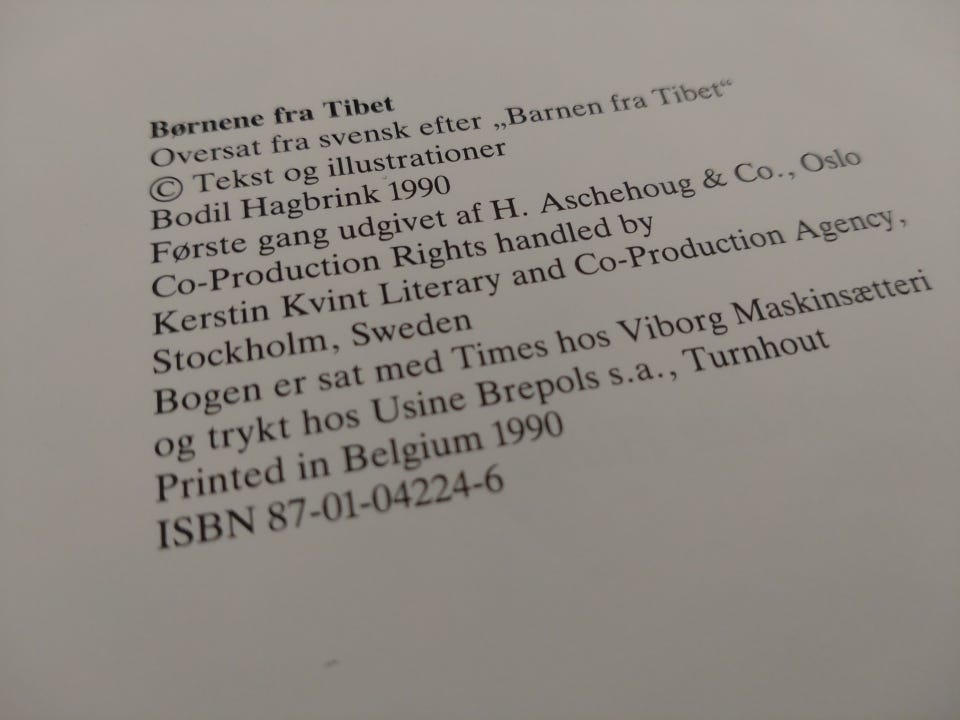 Børnene fra Tibet
Oversat fra svensk efter „Barnen fra Tibet“
© Tekst og illustrationer
Bodil Hagbrink 1990
Første gang udgivet af H. Aschehoug & Co., Oslo
Co-Production Rights handled by
Kerstin Kvint Literary and Co-Production Agency,
Stockholm, Sweden
Bogen er sat med Times hos Viborg Maskinsætteri
og trykt hos Usine Brepols s.a., Turnhout
Printed in Belgium 1990
ISBN 87-01-04224-6